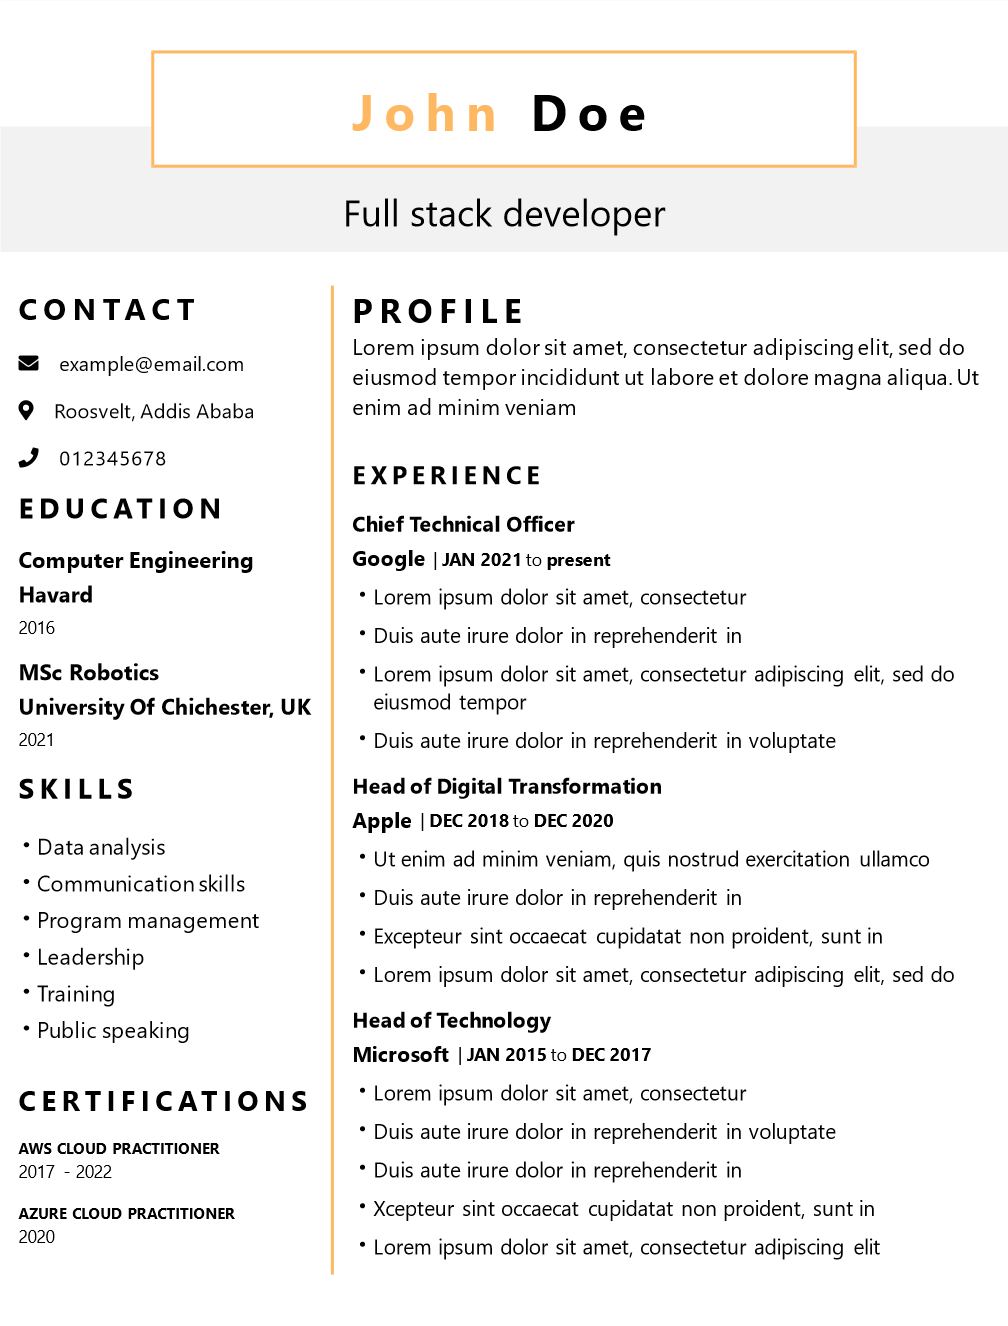 John Doe
Full stack developer
CONTACT
example@email.com
Roosvelt, Addis Ababa
012345678
EDUCATION
Computer Engineering
Havard
2016
MSc Robotics
University Of Chichester, UK
2021
SKILLS
• Data analysis
• Communication skills
• Program management
• Leadership
• Training
• Public speaking
CERTIFICATIONS
AWS CLOUD PRACTITIONER
2017 - 2022
AZURE CLOUD PRACTITIONER
2020
PROFILE
Lorem ipsum dolor sit amet, consectetur adipiscing elit, sed do
eiusmod tempor incididunt ut labore et dolore magna aliqua. Ut
enim ad minim veniam
EXPERIENCE
Chief Technical Officer
Google | JAN 2021 to present
• Lorem ipsum dolor sit amet, consectetur
• Duis aute irure dolor in reprehenderit in
• Lorem ipsum dolor sit amet, consectetur adipiscing elit, sed do
eiusmod tempor
• Duis aute irure dolor in reprehenderit in voluptate
Head of Digital Transformation
Apple | DEC 2018 to DEC 2020
• Ut enim ad minim veniam, quis nostrud exercitation ullamco
• Duis aute irure dolor in reprehenderit in
• Excepteur sint occaecat cupidatat non proident, sunt in
• Lorem ipsum dolor sit amet, consectetur adipiscing elit, sed do
Head of Technology
Microsoft | JAN 2015 to DEC 2017
• Lorem ipsum dolor sit amet, consectetur
• Duis aute irure dolor in reprehenderit in voluptate
• Duis aute irure dolor in reprehenderit in
• Xcepteur sint occaecat cupidatat non proident, sunt in
• Lorem ipsum dolor sit amet, consectetur adipiscing elit